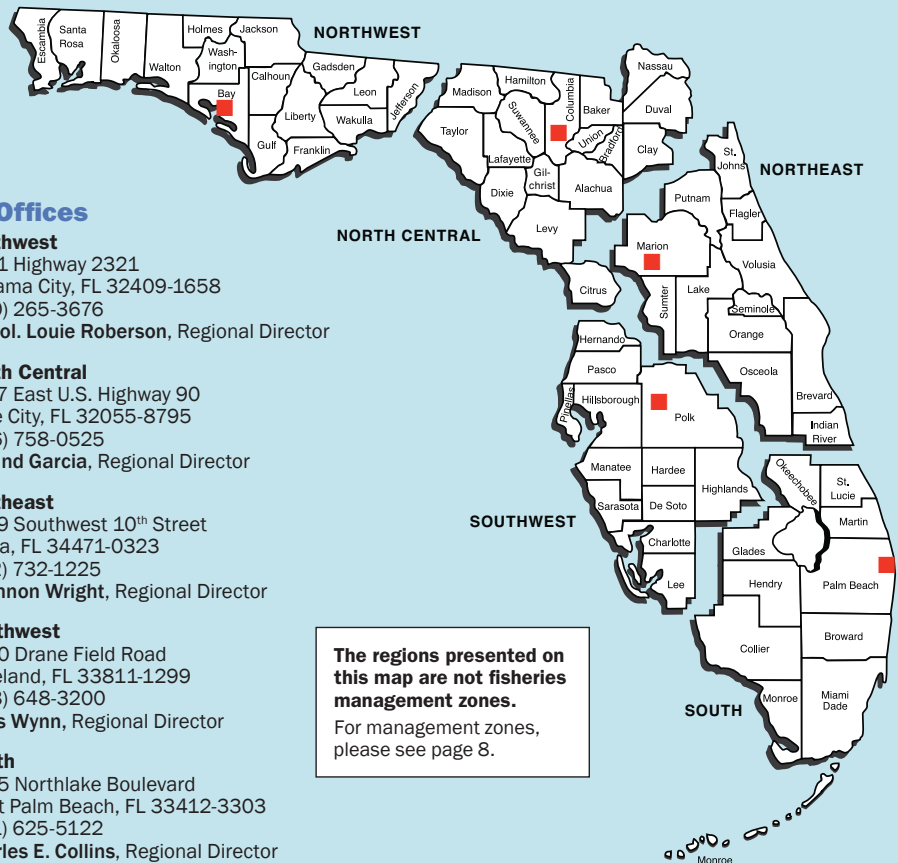 Offices
1 Highway 2321
ama City, FL 32409-1658
) 265-3676
ol. Louie Roberson, Regional Director
th Central
7 East U.S. Highway 90
e City, FL 32055-8795
) 758-0525
nd Garcia, Regional Director
heast
9 Southwest 10th Street
a, FL 34471-0323
) 732-1225
nnon Wright, Regional Director
thwest
0 Drane Field Road
eland, FL 33811-1299
) 648-3200
s Wynn, Regional Director
th
5 Northlake Boulevard
t Palm Beach, FL 33412-3303
) 625-5122
rles E. Collins, Regional Director
The regions presented on
this map are not fisheries
management zones.
For management zones,
please see page 8.
NORTHWEST
Escambia
Santa
Rosa
Okaloosa
Walton
Holmes
Jackson
Wash-
ington
Bay
Calhoun
Gulf
Gadsden
Liberty
Franklin
Leon
Wakulla
Jefferson
NORTH CENTRAL
Madison
Hamilton
Taylor
Suwannee
Columbia
Baker
Union
Bradford
Lafayette
Gil-
christ
Dixie
Alachua
Levy
Citrus
NORTHEAST
Nassau
Duval
Clay
St.
Johns
Putnam
Flagler
Marion
Volusia
Sumter
Lake
Seminole
Orange
Osceola
Brevard
Indian
River
SOUTHWEST
Hernando
Pasco
Pinellas
Hillsborough
Polk
Manatee
Hardee
Highlands
Sarasota
De Soto
Charlotte
Lee
SOUTH
Okeechobee
St.
Lucie
Martin
Glades
Hendry
Palm Beach
Broward
Collier
Monroe
Miami
Dade
Monroe